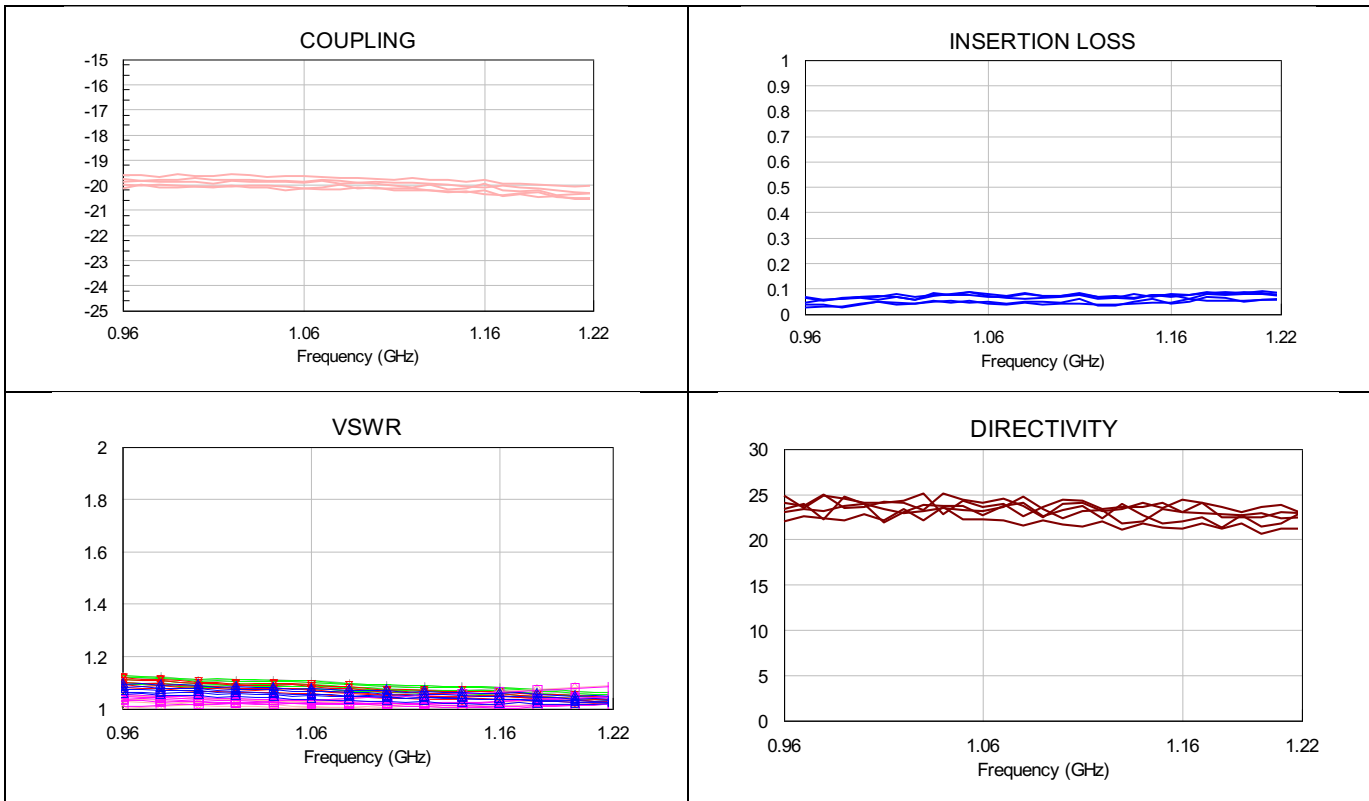 COUPLING
-15
-16
-17
-18
-19
-20
-21
-22
-23
-24
-25
0.96 1.06 1.16 1.22
Frequency (GHz)
INSERTION LOSS
1
0.9
0.8
0.7
0.6
0.5
0.4
0.3
0.2
0.1
0
0.96 1.06 1.16 1.22
Frequency (GHz)
VSWR
2
1.8
1.6
1.4
1.2
1
0.96 1.06 1.16 1.22
Frequency (GHz)
DIRECTIVITY
30
25
20
15
10
5
0
0.96 1.06 1.16 1.22
Frequency (GHz)